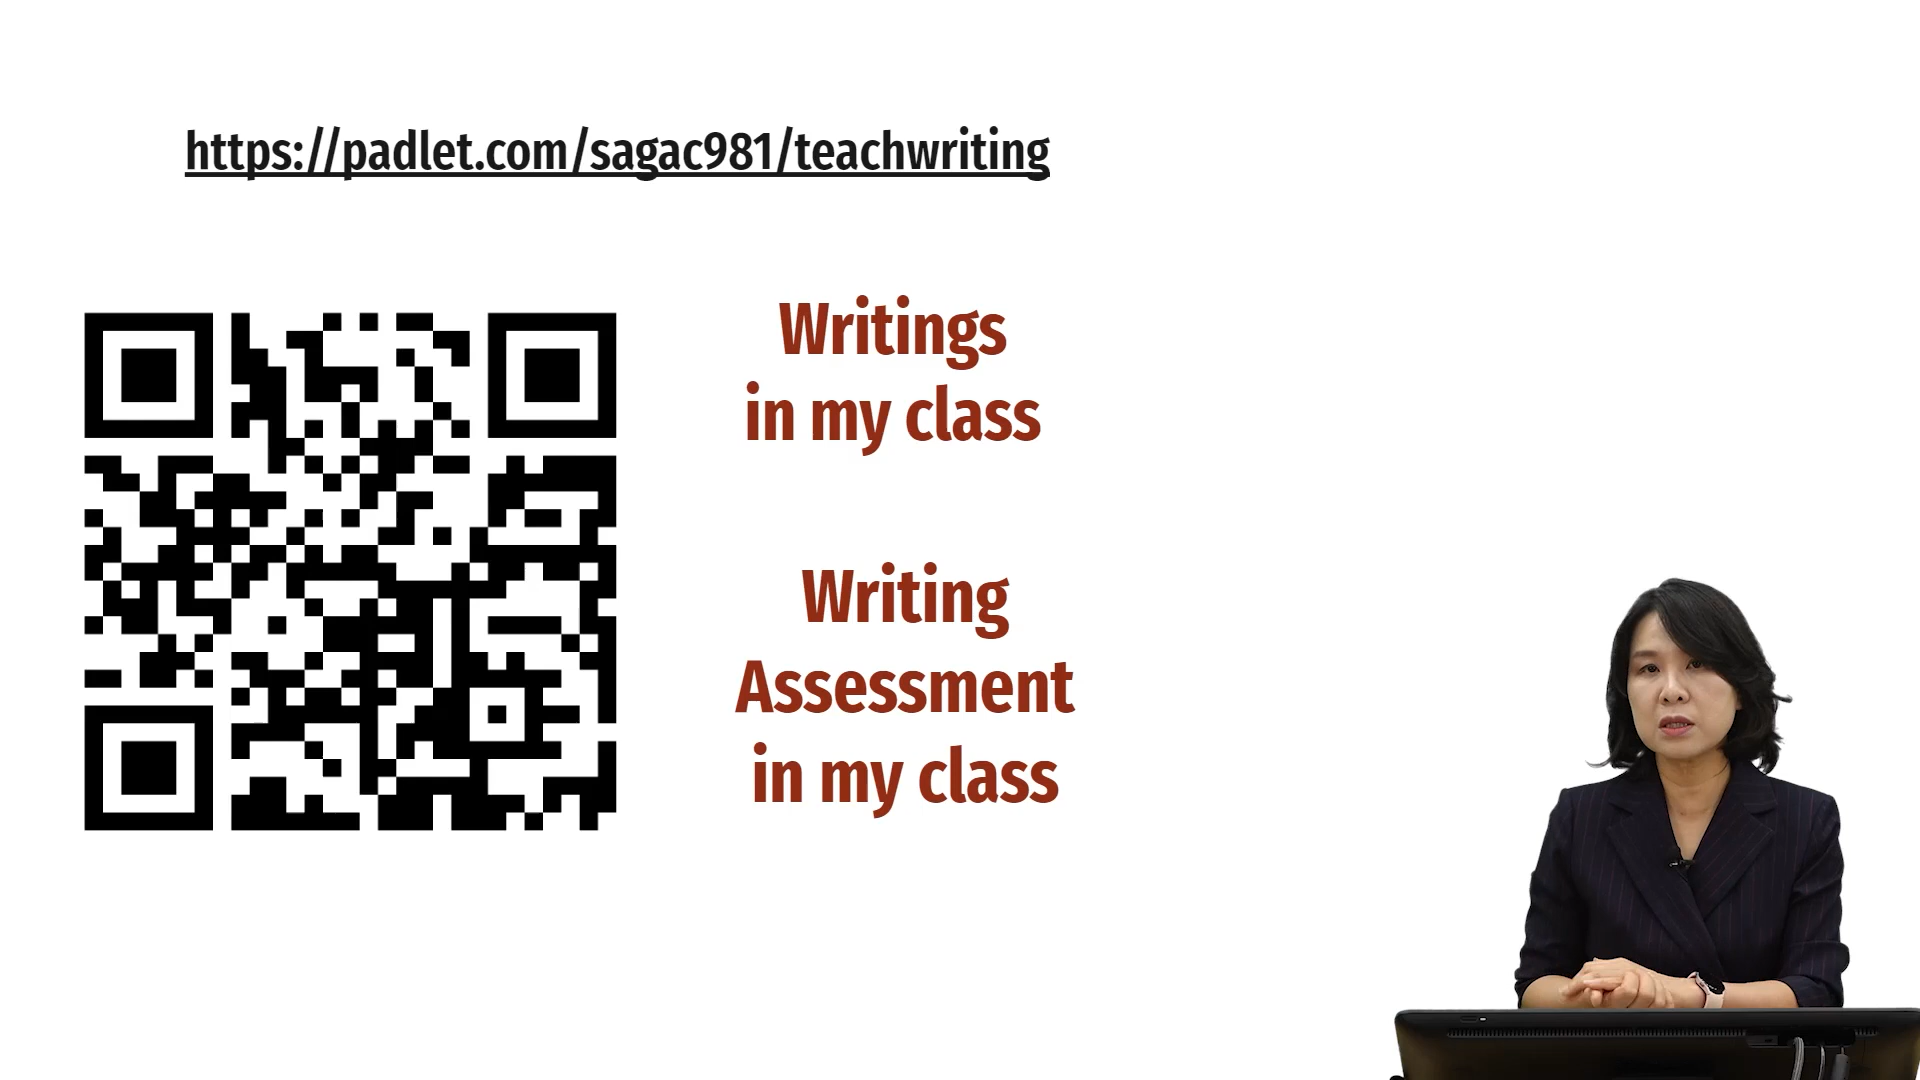 https://padlet.com/sagac981/teachwriting
Writings
in my class
Writing
Assessment
in my class